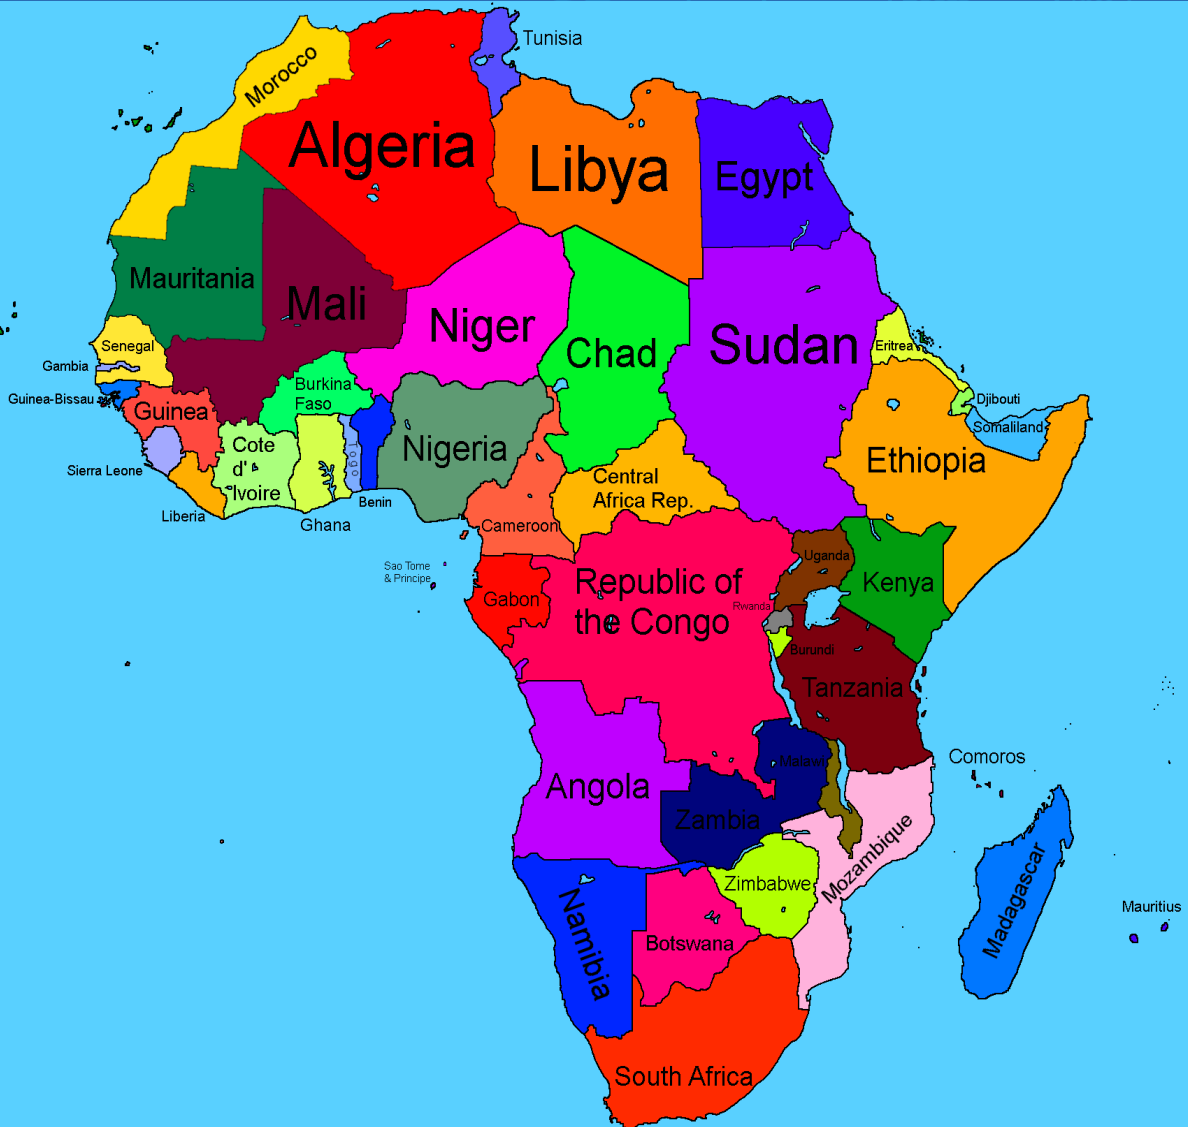 Tunisia
Morocco
Algeria
Libya
Egypt
Mauritania
Mali
Niger
Chad
Sudan
Senegal
Gambia
Guinea-Bissau
Guinea
Sierra Leone
Liberia
Cote
d'
Ivoire
Burkina
Faso
Ghana
Togo
Benin
Nigeria
Cameroon
Central
Africa Rep.
Eritrea
Djibouti
Somaliland
Ethiopia
Sao Tome
& Principe
Gabon
Republic of
the Congo
Uganda
Kenya
Rwanda
Burundi
Tanzania
Comoros
Angola
Zambia
Malawi
Mozambique
Madagascar
Mauritius
Zimbabwe
Namibia
Botswana
South Africa